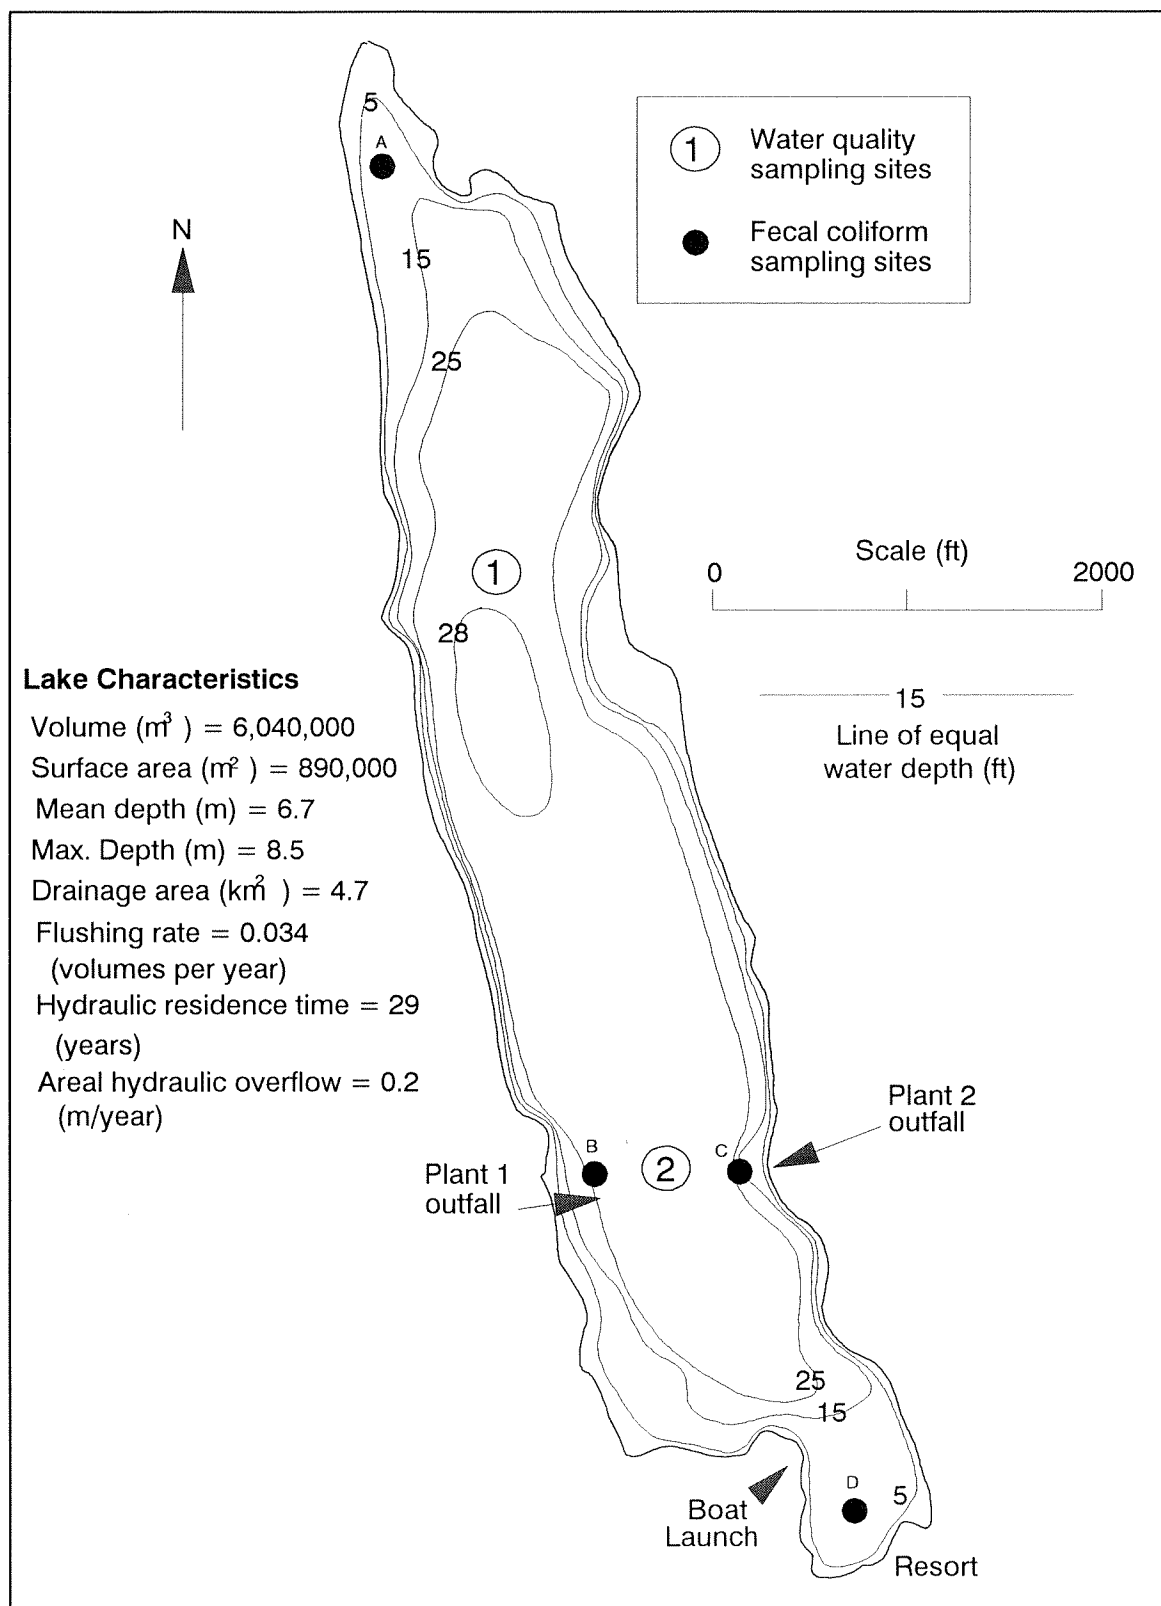 5
A
1
Water quality
sampling sites
Fecal coliform
sampling sites
N
15
25
1
Scale (ft)
0
2000
28
15
Line of equal
water depth (ft)
Lake Characteristics
Volume (m³ ) = 6,040,000
Surface area (m² ) = 890,000
Mean depth (m) = 6.7
Max. Depth (m) = 8.5
Drainage area (km² ) = 4.7
Flushing rate = 0.034
(volumes per year)
Hydraulic residence time = 29
(years)
Areal hydraulic overflow = 0.2
(m/year)
Plant 2
outfall
B
2
C
Plant 1
outfall
25
15
D
5
Boat
Launch
Resort